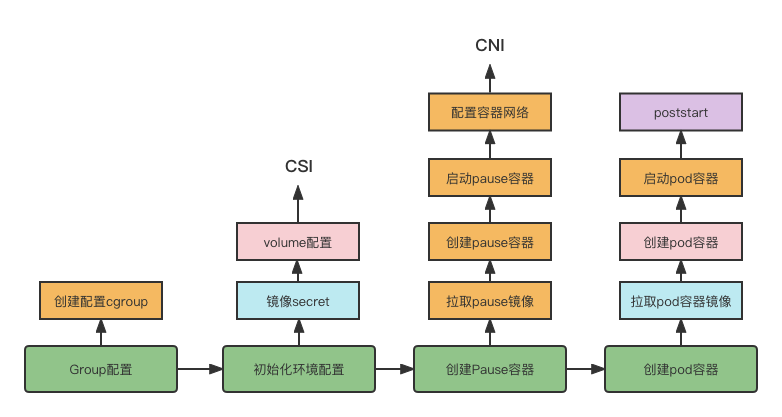 CNI
配置容器网络
poststart
CSI
启动pause容器
启动pod容器
volume配置
创建pause容器
创建pod容器
创建配置cgroup
镜像secret
拉取pause镜像
拉取pod容器镜像
Group配置
初始化环境配置
创建Pause容器
创建pod容器